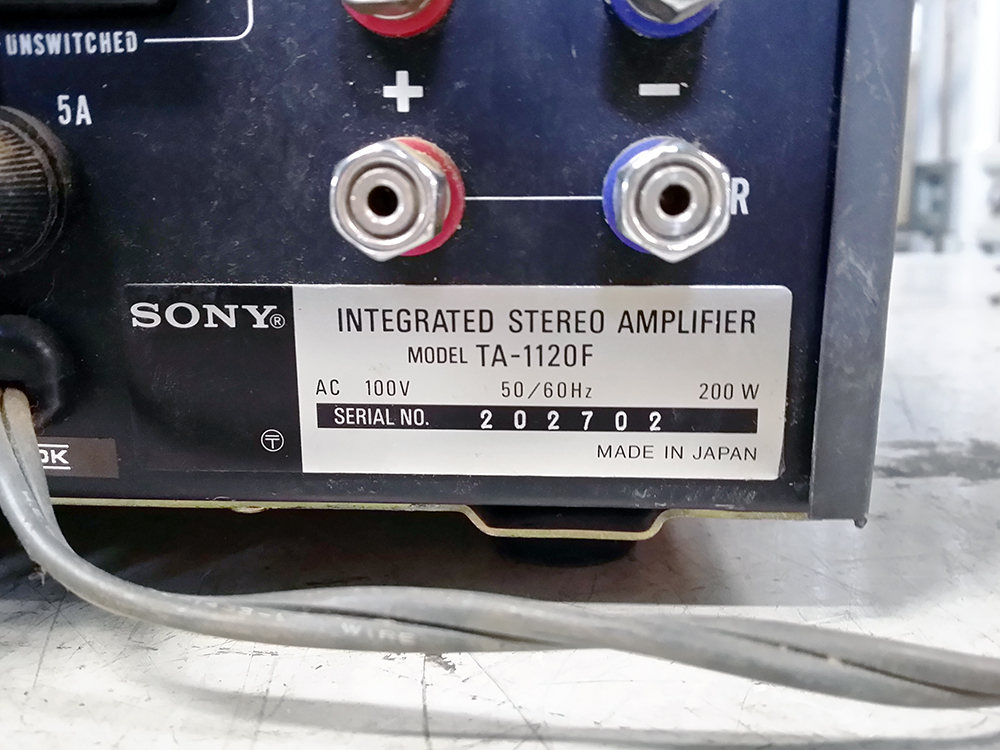 UNSWITCHED
5A
+ −
R
SONY®
INTEGRATED STEREO AMPLIFIER
MODEL TA-1120F
AC 100V 50/60Hz 200 W
SERIAL NO. 202702
MADE IN JAPAN
WIRE